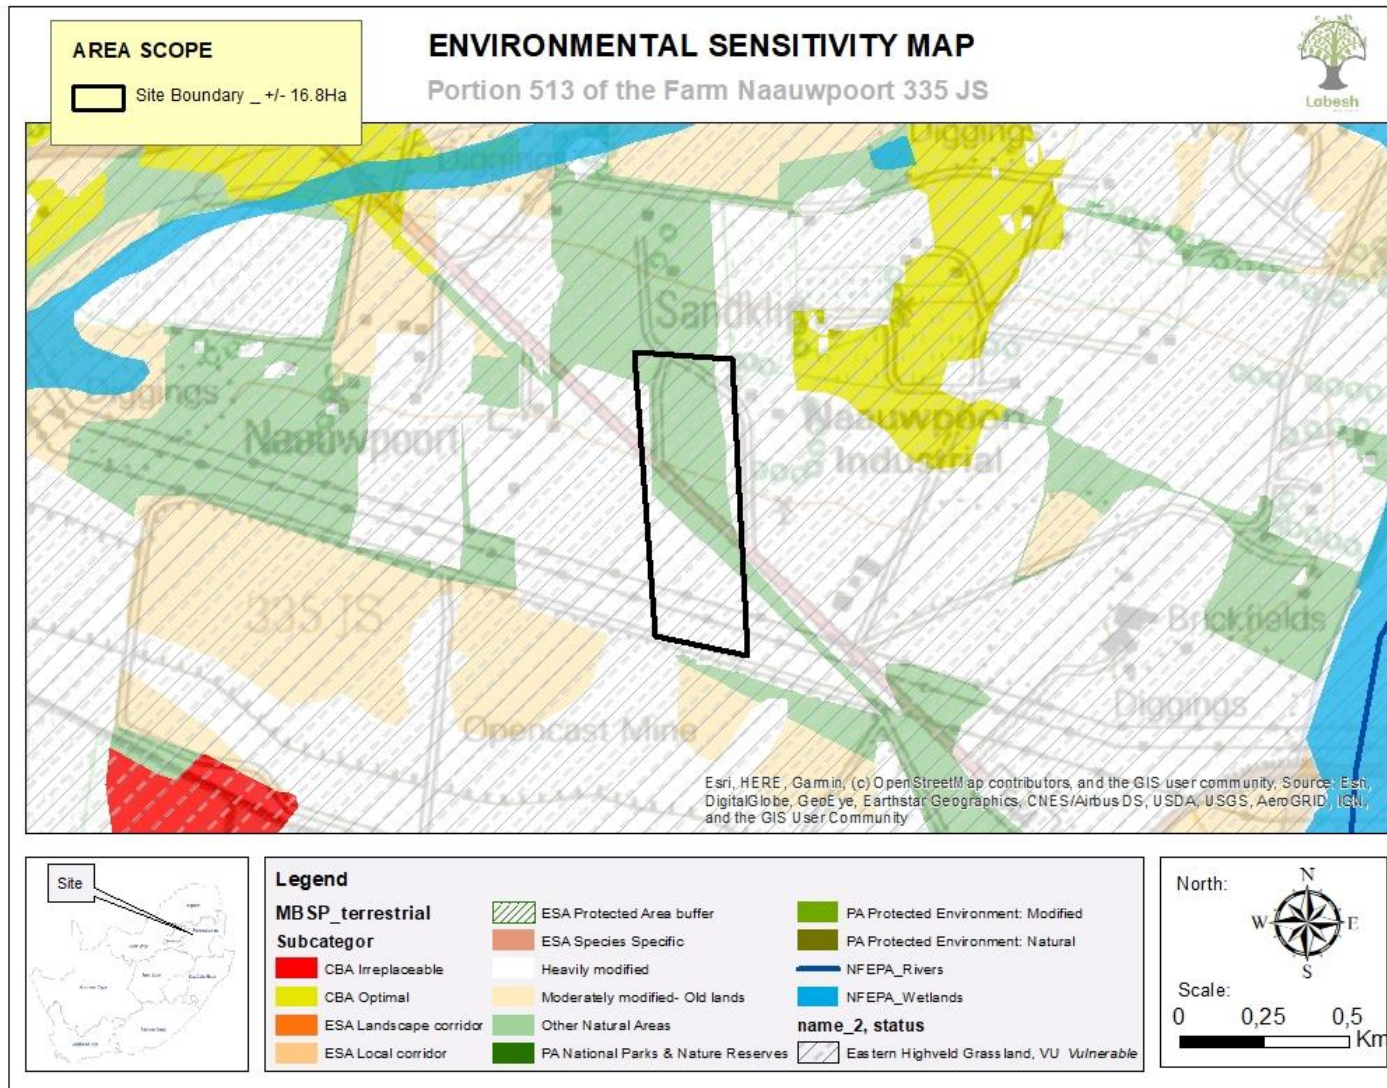 AREA SCOPE
Site Boundary _ +/- 16.8Ha
ENVIRONMENTAL SENSITIVITY MAP
Portion 513 of the Farm Naauwpoort 335 JS
Labesh
Diggings
Digging
Sandklip
Diggings
Naauwpoort
Naauwpoort
Industrial
335 JS
Brickfields
Diggings
Opencast Mine
Esri, HERE, Garmin, (c) OpenStreetMap contributors, and the GIS user community, Source: Esri,
DigitalGlobe, GeoEye, Earthstar Geographics, CNES/Airbus DS, USDA, USGS, AeroGRID, IGN,
and the GIS User Community
Site
Legend
MBSP_terrestrial
Subcategor
CBA Irreplaceable
CBA Optimal
ESA Landscape corridor
ESA Local corridor
ESA Protected Area buffer
ESA Species Specific
Heavily modified
Moderately modified- Old lands
Other Natural Areas
PA National Parks & Nature Reserves
PA Protected Environment: Modified
PA Protected Environment: Natural
NFEPA_Rivers
NFEPA_Wetlands
name_2, status
Eastern Highveld Grassland, VU Vulnerable
North:
N
W
E
S
Scale:
0 0,25 0,5
Km